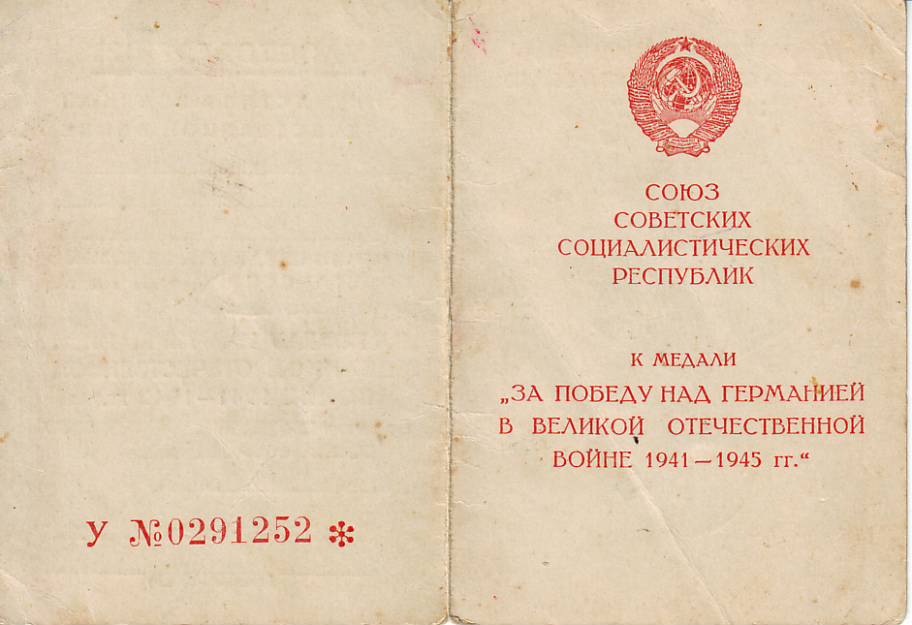 У №0291252 *
СОЮЗ
СОВЕТСКИХ
СОЦИАЛИСТИЧЕСКИХ
РЕСПУБЛИК
К МЕДАЛИ
„ЗА ПОБЕДУ НАД ГЕРМАНИЕЙ
В ВЕЛИКОЙ ОТЕЧЕСТВЕННОЙ
ВОЙНЕ 1941—1945 гг.“